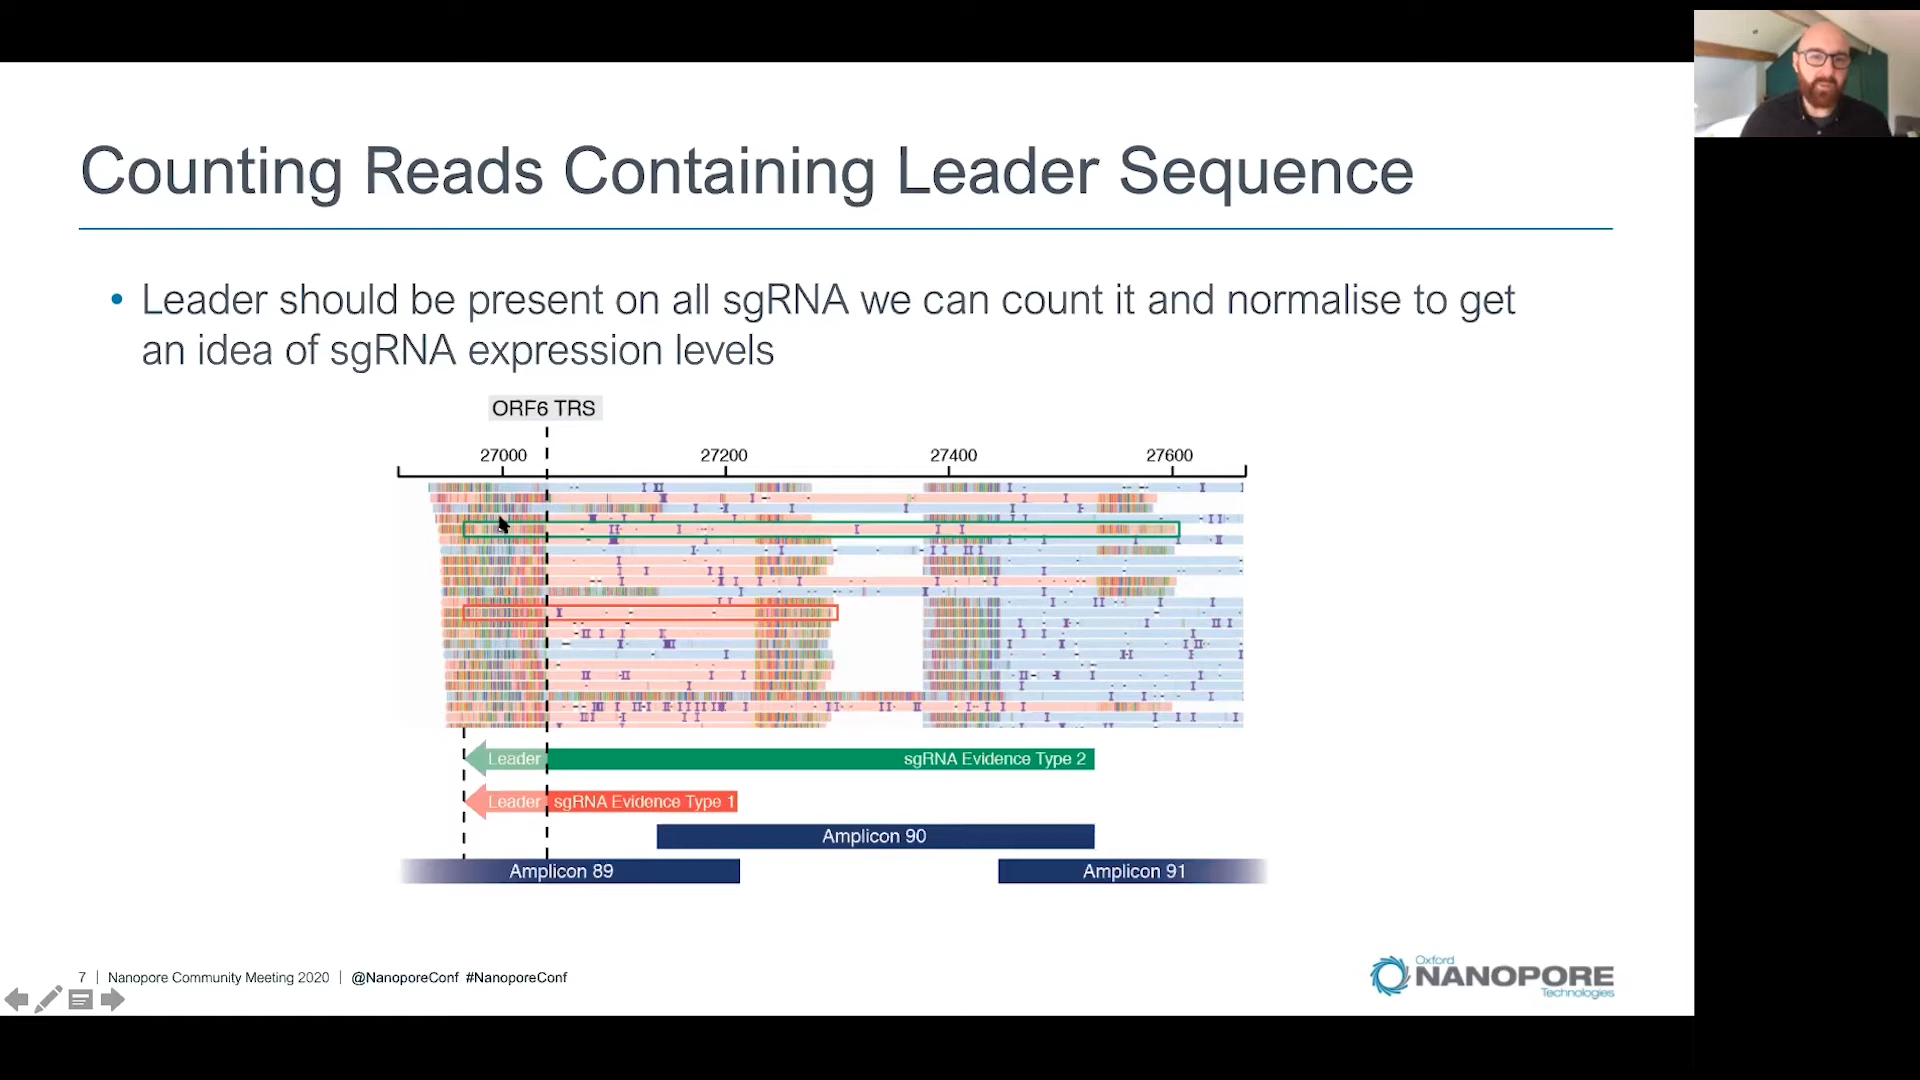 Counting Reads Containing Leader Sequence
• Leader should be present on all sgRNA we can count it and normalise to get
an idea of sgRNA expression levels
ORF6 TRS
27000 27200 27400 27600
Leader sgRNA Evidence Type 2
Leader sgRNA Evidence Type 1
Amplicon 90
Amplicon 89 Amplicon 91
7 | Nanopore Community Meeting 2020 | @NanoporeConf #NanoporeConf
Oxford
NANOPORE
Technologies